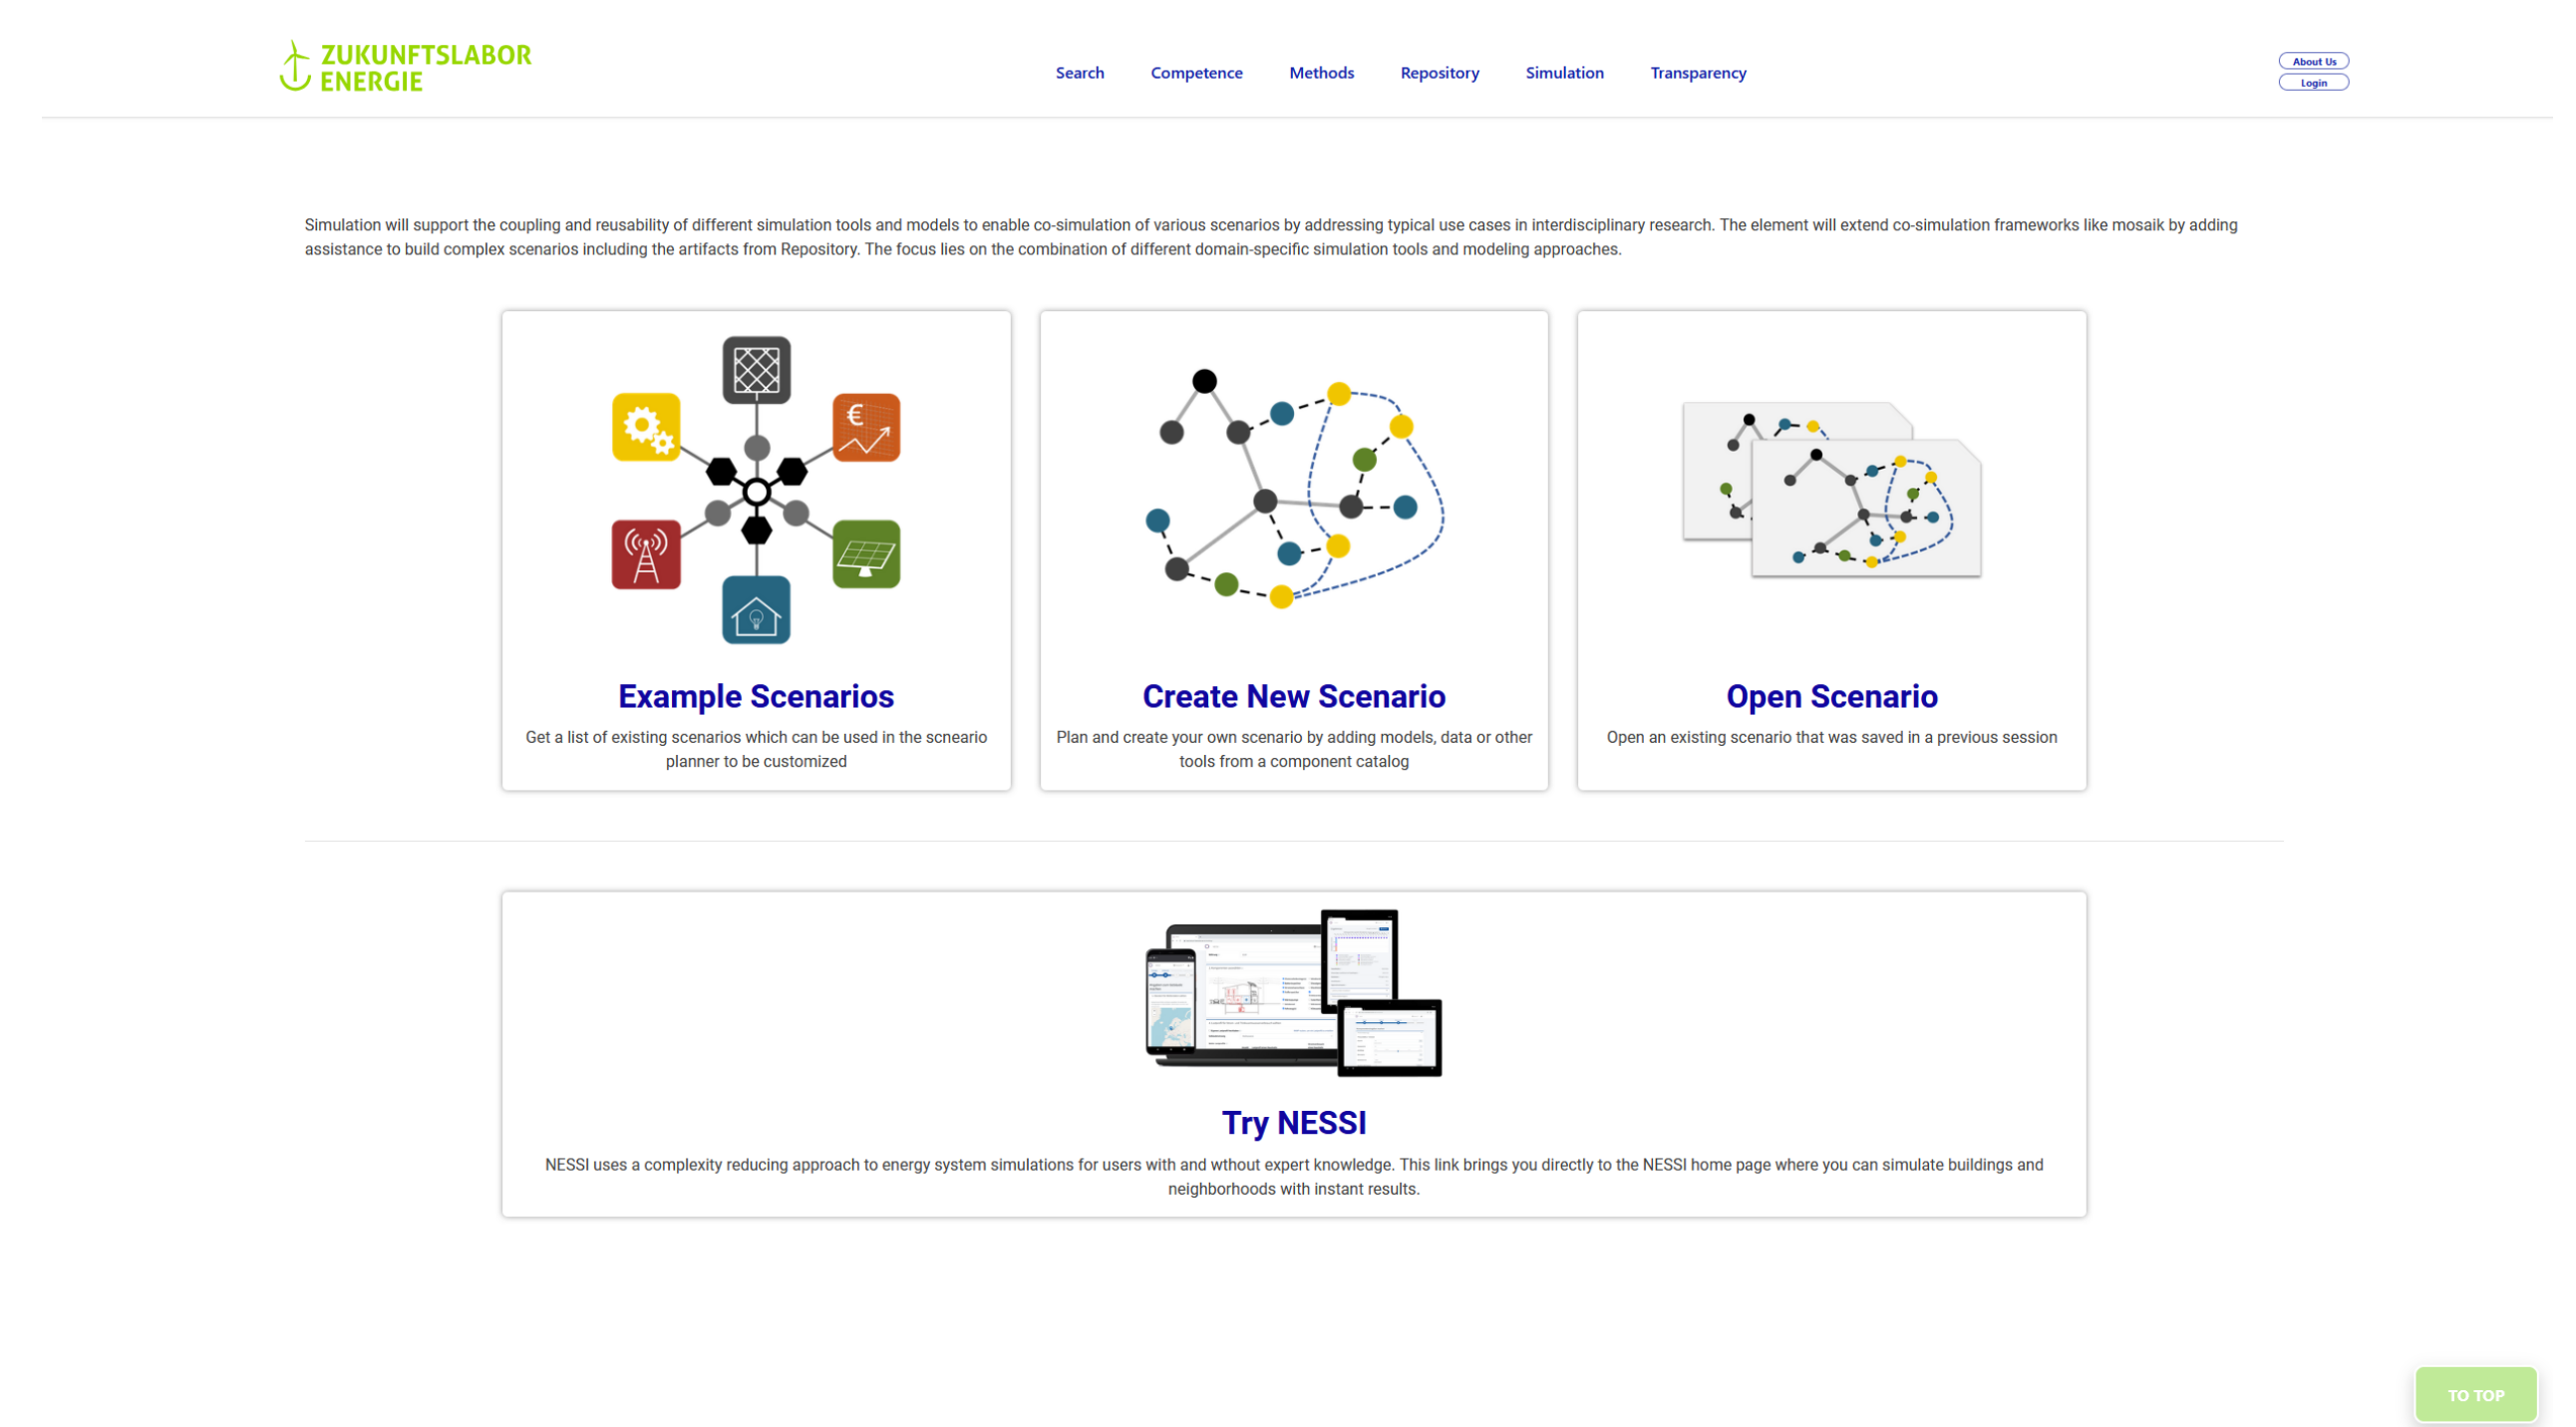 ZUKUNFTSLABOR
ENERGIE
Search Competence Methods Repository Simulation Transparency
About Us
Login
Simulation will support the coupling and reusability of different simulation tools and models to enable co-simulation of various scenarios by addressing typical use cases in interdisciplinary research. The element will extend co-simulation frameworks like mosaik by adding
assistance to build complex scenarios including the artifacts from Repository. The focus lies on the combination of different domain-specific simulation tools and modeling approaches.
€
Example Scenarios
Get a list of existing scenarios which can be used in the scneario
planner to be customized
Create New Scenario
Plan and create your own scenario by adding models, data or other
tools from a component catalog
Open Scenario
Open an existing scenario that was saved in a previous session
Try NESSI
NESSI uses a complexity reducing approach to energy system simulations for users with and wthout expert knowledge. This link brings you directly to the NESSI home page where you can simulate buildings and
neighborhoods with instant results.
TO TOP